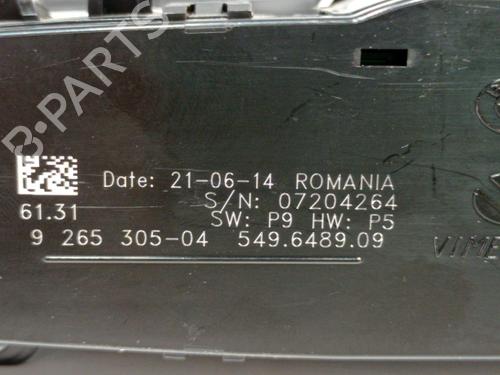 B-PARTS
Date: 21-06-14 ROMANIA
S/N: 07204264
61.31 SW: P9 HW: P5
9 265 305-04 549.6489.09
VIME